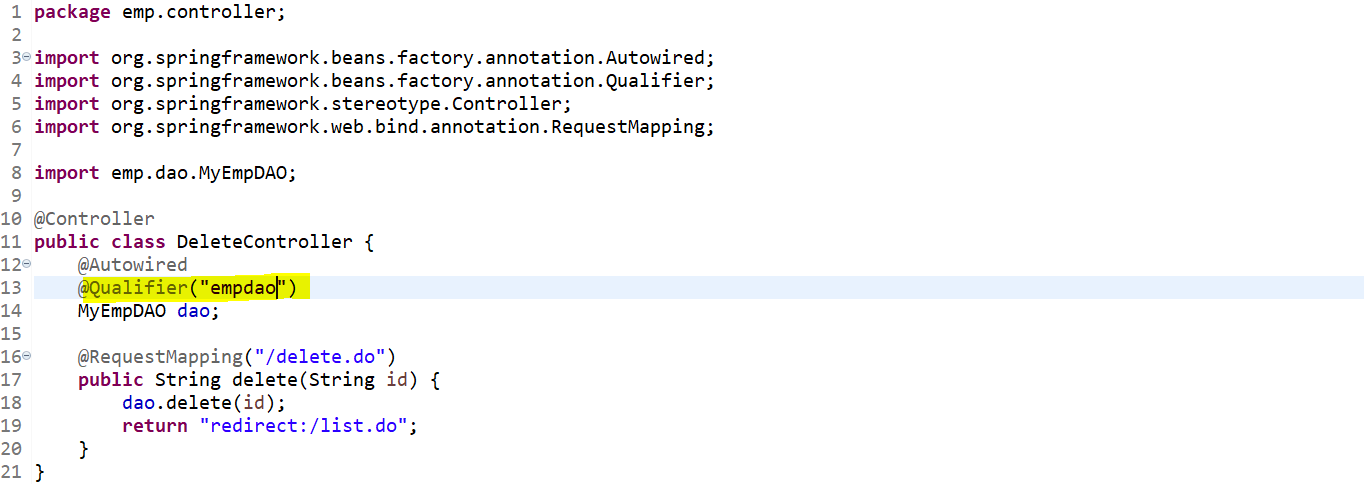 1 package emp.controller;
2
3 import org.springframework.beans.factory.annotation.Autowired;
4 import org.springframework.beans.factory.annotation.Qualifier;
5 import org.springframework.stereotype.Controller;
6 import org.springframework.web.bind.annotation.RequestMapping;
7
8 import emp.dao.MyEmpDAO;
9
10 @Controller
11 public class DeleteController {
12     @Autowired
13     @Qualifier("empdao")
14     MyEmpDAO dao;
15
16     @RequestMapping("/delete.do")
17     public String delete(String id) {
18         dao.delete(id);
19         return "redirect:/list.do";
20     }
21 }